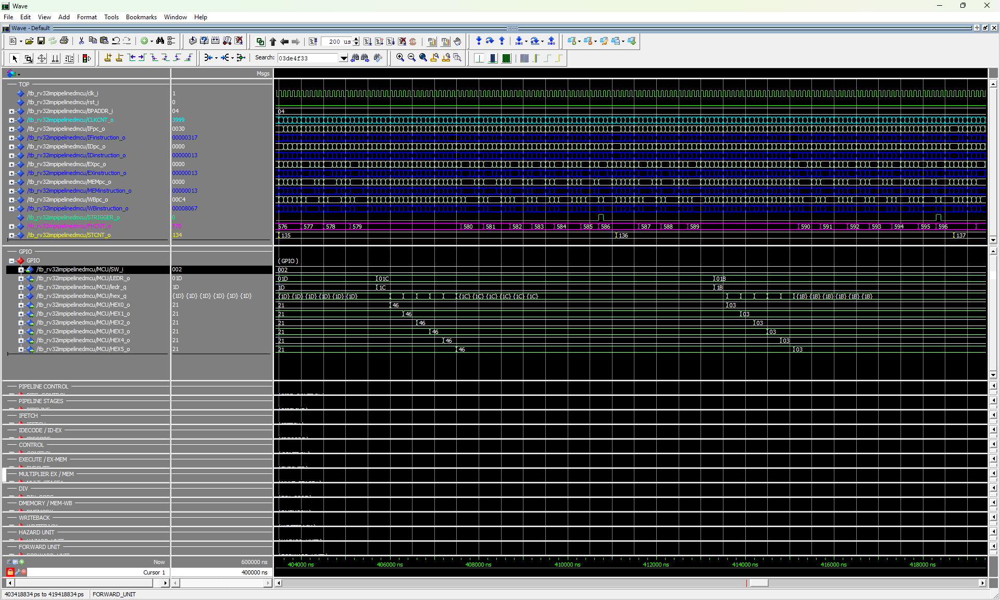 Wave
File Edit View Add Format Tools Bookmarks Window Help
Wave - Default
200 us
Search: 03de4f33
Msgs
TOP
/tb_rv32impipelinedmcu/clk_i 1
/tb_rv32impipelinedmcu/rst_i 0
/tb_rv32impipelinedmcu/BPADDR_i 04 04
/tb_rv32impipelinedmcu/CLKCNT_o 3999
/tb_rv32impipelinedmcu/IFpc_o 0030
/tb_rv32impipelinedmcu/IFinstruction_o 00000317
/tb_rv32impipelinedmcu/IDpc_o 0000
/tb_rv32impipelinedmcu/IDinstruction_o 00000013
/tb_rv32impipelinedmcu/EXpc_o 0000
/tb_rv32impipelinedmcu/EXinstruction_o 00000013
/tb_rv32impipelinedmcu/MEMpc_o 0000
/tb_rv32impipelinedmcu/MEMinstruction_o 00000013
/tb_rv32impipelinedmcu/WBpc_o 00C4
/tb_rv32impipelinedmcu/WBinstruction_o 00008067
/tb_rv32impipelinedmcu/STRIGGER_o 0
/tb_rv32impipelinedmcu/FHCNT_o 570 576 577 578 579 580 581 582 583 584 585 586 587 588 589 590 591 592 593 594 595 596
/tb_rv32impipelinedmcu/STCNT_o 134 135 136 137
GPIO
GPIO ( GPIO )
/tb_rv32impipelinedmcu/MCU/SW_i 002 002
/tb_rv32impipelinedmcu/MCU/LEDR_o 01D 01D 01C 01B
/tb_rv32impipelinedmcu/MCU/ledr_q 1D 1D 1C 1B
/tb_rv32impipelinedmcu/MCU/hex_q {1D} {1D} {1D} {1D} {1D} {1D} {1D} {1D} {1D} {1D} {1D} {1D} {1C} {1C} {1C} {1C} {1C} {1C} {1B} {1B} {1B} {1B} {1B} {1B}
/tb_rv32impipelinedmcu/MCU/HEX0_o 21 21 46 03
/tb_rv32impipelinedmcu/MCU/HEX1_o 21 21 46 03
/tb_rv32impipelinedmcu/MCU/HEX2_o 21 21 46 03
/tb_rv32impipelinedmcu/MCU/HEX3_o 21 21 46 03
/tb_rv32impipelinedmcu/MCU/HEX4_o 21 21 46 03
/tb_rv32impipelinedmcu/MCU/HEX5_o 21 21 46 03
PIPELINE CONTROL
PIPELINE STAGES
IFETCH
IDECODE / ID-EX
CONTROL
EXECUTE / EX-MEM
MULTIPLIER EX / MEM
DIV
DMEMORY / MEM-WB
WRITEBACK
HAZARD UNIT
FORWARD UNIT
Now 600000 ns 404000 ns 406000 ns 408000 ns 410000 ns 412000 ns 414000 ns 416000 ns 418000 ns
Cursor 1 400000 ns
403418834 ps to 419418834 ps FORWARD_UNIT